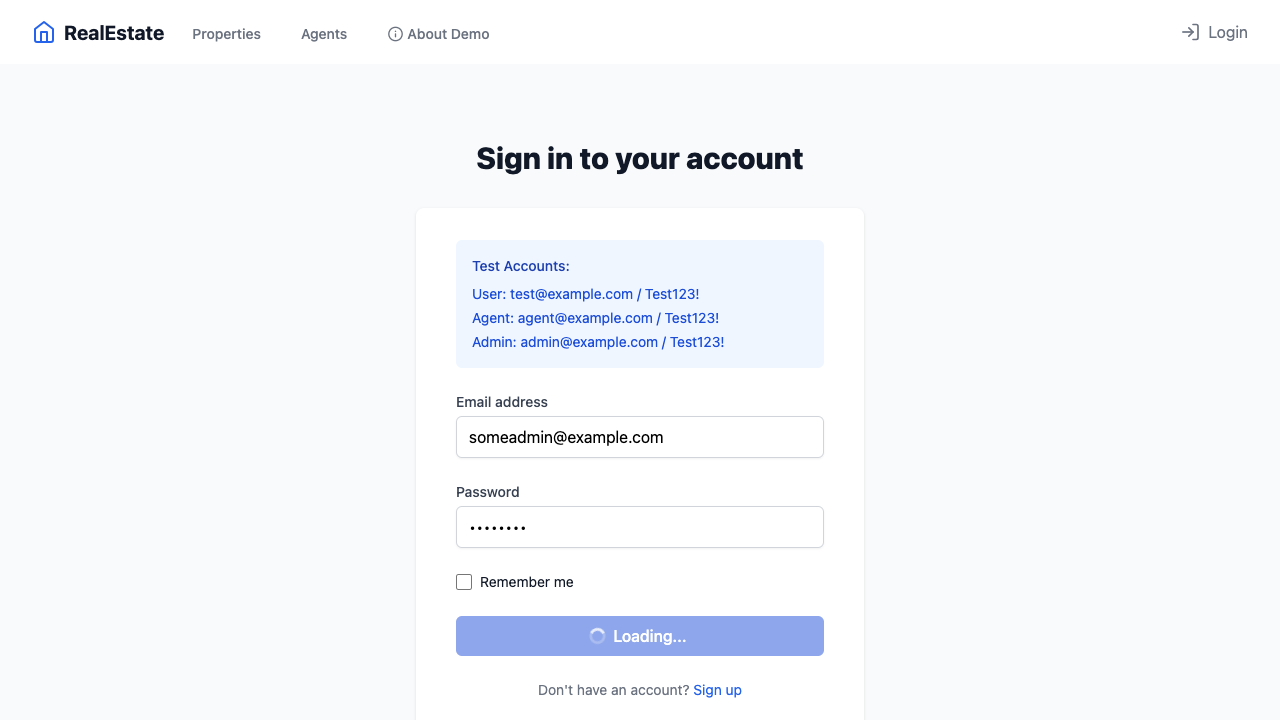 RealEstate
Properties
Agents
About Demo
Login
Sign in to your account
Test Accounts:
User: test@example.com / Test123!
Agent: agent@example.com / Test123!
Admin: admin@example.com / Test123!
Email address
someadmin@example.com
Password
••••••••
Remember me
Loading...
Don't have an account? Sign up